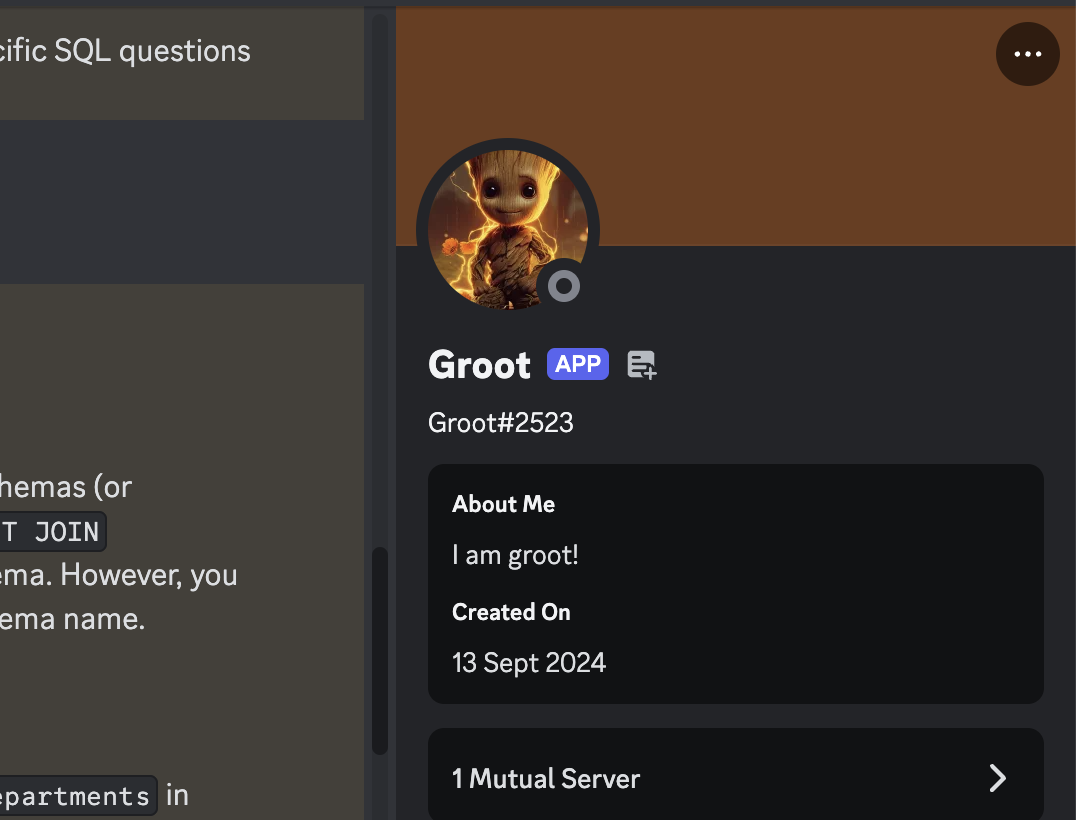 cific SQL questions
hemas (or
T JOIN
ema. However, you
ema name.
epartments in
Groot APP
Groot#2523
About Me
I am groot!
Created On
13 Sept 2024
1 Mutual Server